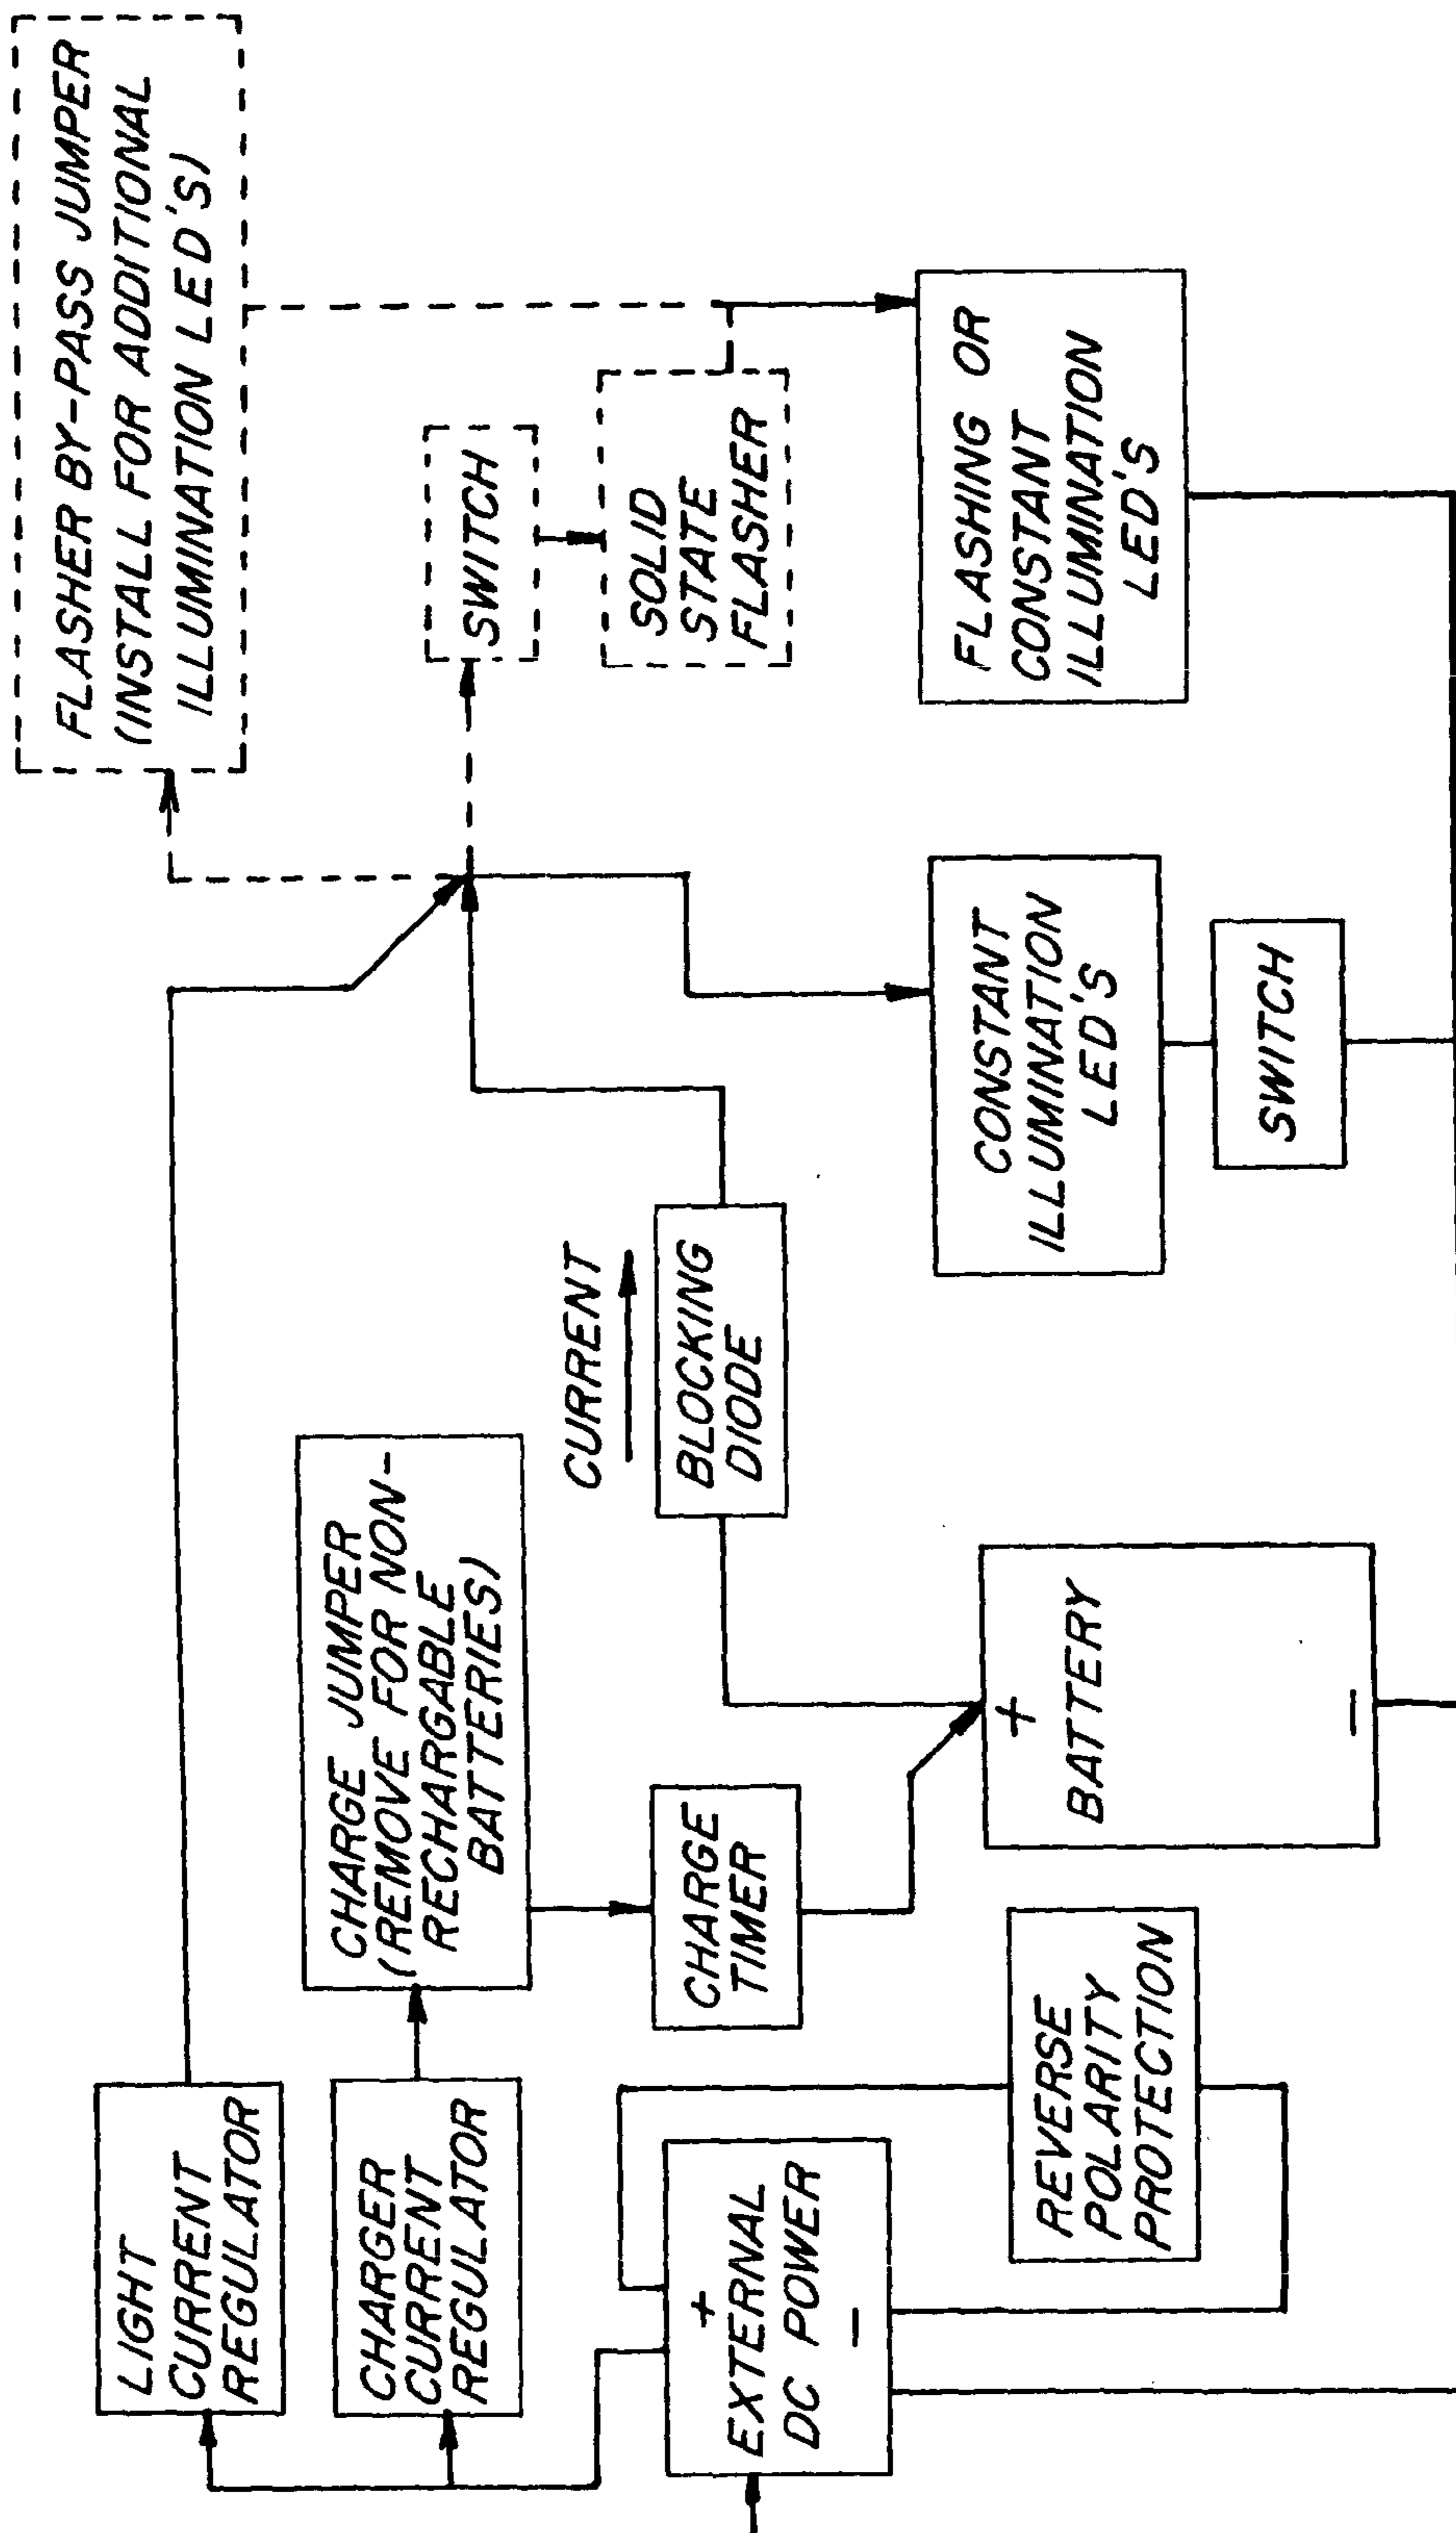 FLASHER BY-PASS JUMPER
(INSTALL FOR ADDITIONAL
ILLUMINATION LED'S)
LIGHT
CURRENT
REGULATOR
CHARGER
CURRENT
REGULATOR
CHARGE JUMPER
(REMOVE FOR NON-
RECHARGABLE
BATTERIES)
SWITCH
SOLID
STATE
FLASHER
CURRENT
BLOCKING
DIODE
CHARGE
TIMER
+
EXTERNAL
DC POWER
-
REVERSE
POLARITY
PROTECTION
+
BATTERY
-
CONSTANT
ILLUMINATION
LED'S
SWITCH
FLASHING OR
CONSTANT
ILLUMINATION
LED'S